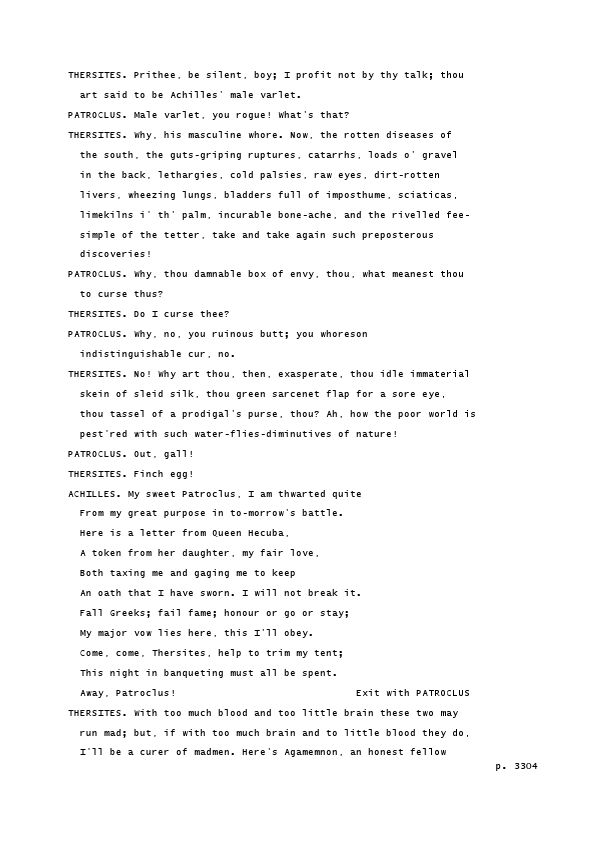 THERSITES. Prithee, be silent, boy; I profit not by thy talk; thou
art said to be Achilles' male varlet.
PATROCLUS. Male varlet, you rogue! What's that?
THERSITES. Why, his masculine whore. Now, the rotten diseases of
the south, the guts-griping ruptures, catarrhs, loads o' gravel
in the back, lethargies, cold palsies, raw eyes, dirt-rotten
livers, wheezing lungs, bladders full of imposthume, sciaticas,
limekilns i' th' palm, incurable bone-ache, and the rivelled fee-
simple of the tetter, take and take again such preposterous
discoveries!
PATROCLUS. Why, thou damnable box of envy, thou, what meanest thou
to curse thus?
THERSITES. Do I curse thee?
PATROCLUS. Why, no, you ruinous butt; you whoreson
indistinguishable cur, no.
THERSITES. No! Why art thou, then, exasperate, thou idle immaterial
skein of sleid silk, thou green sarcenet flap for a sore eye,
thou tassel of a prodigal's purse, thou? Ah, how the poor world is
pest'red with such water-flies-diminutives of nature!
PATROCLUS. Out, gall!
THERSITES. Finch egg!
ACHILLES. My sweet Patroclus, I am thwarted quite
From my great purpose in to-morrow's battle.
Here is a letter from Queen Hecuba,
A token from her daughter, my fair love,
Both taxing me and gaging me to keep
An oath that I have sworn. I will not break it.
Fall Greeks; fail fame; honour or go or stay;
My major vow lies here, this I'll obey.
Come, come, Thersites, help to trim my tent;
This night in banqueting must all be spent.
Away, Patroclus! Exit with PATROCLUS
THERSITES. With too much blood and too little brain these two may
run mad; but, if with too much brain and to little blood they do,
I'll be a curer of madmen. Here's Agamemnon, an honest fellow
p. 3304